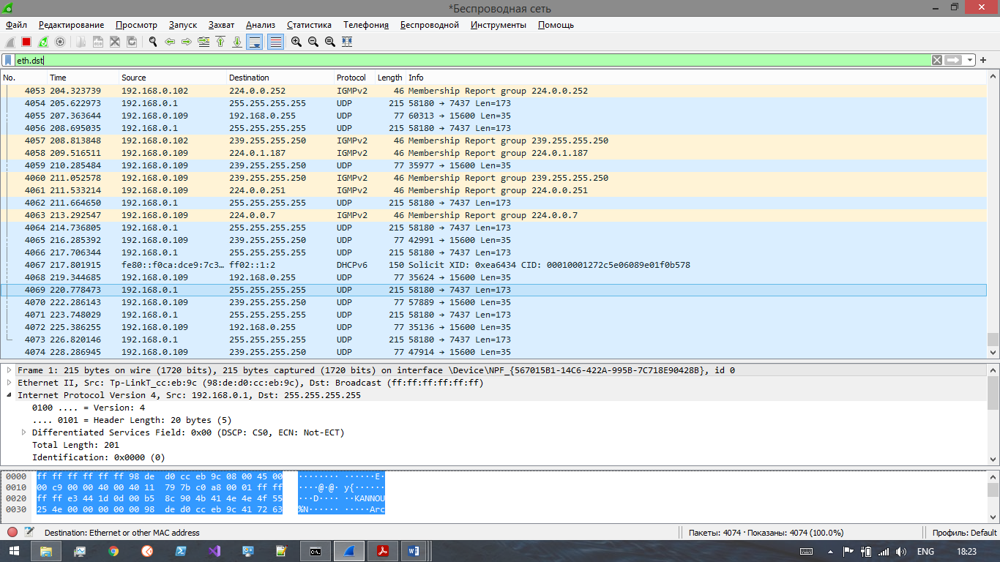 *Беспроводная сеть
Файл Редактирование Просмотр Запуск Захват Анализ Статистика Телефония Беспроводной Инструменты Помощь
eth.dst
No. Time Source Destination Protocol Length Info
4053 204.323739 192.168.0.102 224.0.0.252 IGMPv2 46 Membership Report group 224.0.0.252
4054 205.622973 192.168.0.1 255.255.255.255 UDP 215 58180 → 7437 Len=173
4055 207.363644 192.168.0.109 192.168.0.255 UDP 77 60313 → 15600 Len=35
4056 208.695035 192.168.0.1 255.255.255.255 UDP 215 58180 → 7437 Len=173
4057 208.813848 192.168.0.102 239.255.255.250 IGMPv2 46 Membership Report group 239.255.255.250
4058 209.516511 192.168.0.109 224.0.1.187 IGMPv2 46 Membership Report group 224.0.1.187
4059 210.285484 192.168.0.109 239.255.255.250 UDP 77 35977 → 15600 Len=35
4060 211.052578 192.168.0.109 239.255.255.250 IGMPv2 46 Membership Report group 239.255.255.250
4061 211.533214 192.168.0.109 224.0.0.251 IGMPv2 46 Membership Report group 224.0.0.251
4062 211.664650 192.168.0.1 255.255.255.255 UDP 215 58180 → 7437 Len=173
4063 213.292547 192.168.0.109 224.0.0.7 IGMPv2 46 Membership Report group 224.0.0.7
4064 214.736805 192.168.0.1 255.255.255.255 UDP 215 58180 → 7437 Len=173
4065 216.285392 192.168.0.109 239.255.255.250 UDP 77 42991 → 15600 Len=35
4066 217.706344 192.168.0.1 255.255.255.255 UDP 215 58180 → 7437 Len=173
4067 217.801915 fe80::f0ca:dce9:7c3… ff02::1:2 DHCPv6 150 Solicit XID: 0xea6434 CID: 00010001272c5e06089e01f0b578
4068 219.344685 192.168.0.109 192.168.0.255 UDP 77 35624 → 15600 Len=35
4069 220.778473 192.168.0.1 255.255.255.255 UDP 215 58180 → 7437 Len=173
4070 222.286143 192.168.0.109 239.255.255.250 UDP 77 57889 → 15600 Len=35
4071 223.748029 192.168.0.1 255.255.255.255 UDP 215 58180 → 7437 Len=173
4072 225.386255 192.168.0.109 192.168.0.255 UDP 77 35136 → 15600 Len=35
4073 226.820146 192.168.0.1 255.255.255.255 UDP 215 58180 → 7437 Len=173
4074 228.286945 192.168.0.109 239.255.255.250 UDP 77 47914 → 15600 Len=35
Frame 1: 215 bytes on wire (1720 bits), 215 bytes captured (1720 bits) on interface \Device\NPF_{567015B1-14C6-422A-995B-7C718E90428B}, id 0
Ethernet II, Src: Tp-LinkT_cc:eb:9c (98:de:d0:cc:eb:9c), Dst: Broadcast (ff:ff:ff:ff:ff:ff)
Internet Protocol Version 4, Src: 192.168.0.1, Dst: 255.255.255.255
0100 .... = Version: 4
.... 0101 = Header Length: 20 bytes (5)
Differentiated Services Field: 0x00 (DSCP: CS0, ECN: Not-ECT)
Total Length: 201
Identification: 0x0000 (0)
0000 ff ff ff ff ff ff 98 de d0 cc eb 9c 08 00 45 00 ········ ······E·
0010 00 c9 00 00 40 00 40 11 79 7b c0 a8 00 01 ff ff ····@·@· y{······
0020 ff ff e3 44 1d 0d 00 b5 8c 90 4b 41 4e 4e 4f 55 ···D···· ··KANNOU
0030 25 4e 00 00 00 00 00 98 de d0 cc eb 9c 41 72 63 %N······ ·····Arc
Destination: Ethernet or other MAC address Пакеты: 4074 · Показаны: 4074 (100.0%) Профиль: Default
ENG 18:23